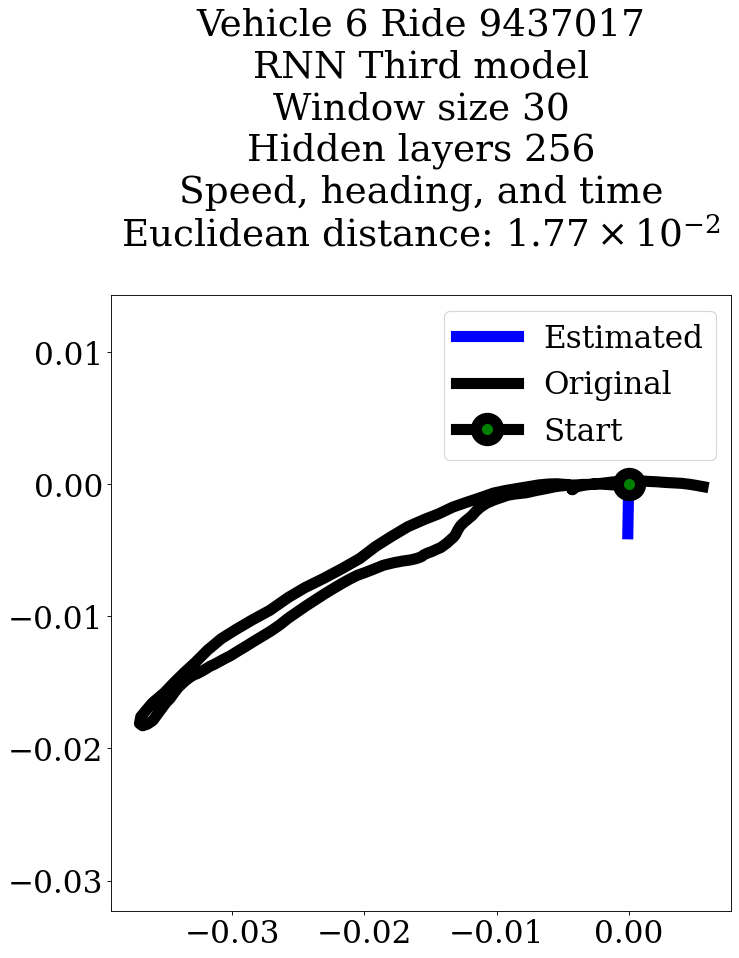 Vehicle 6 Ride 9437017
RNN Third model
Window size 30
Hidden layers 256
Speed, heading, and time
Euclidean distance: 1.77 × 10⁻²
Estimated
Original
Start
0.01
0.00
−0.01
−0.02
−0.03
−0.03 −0.02 −0.01 0.00